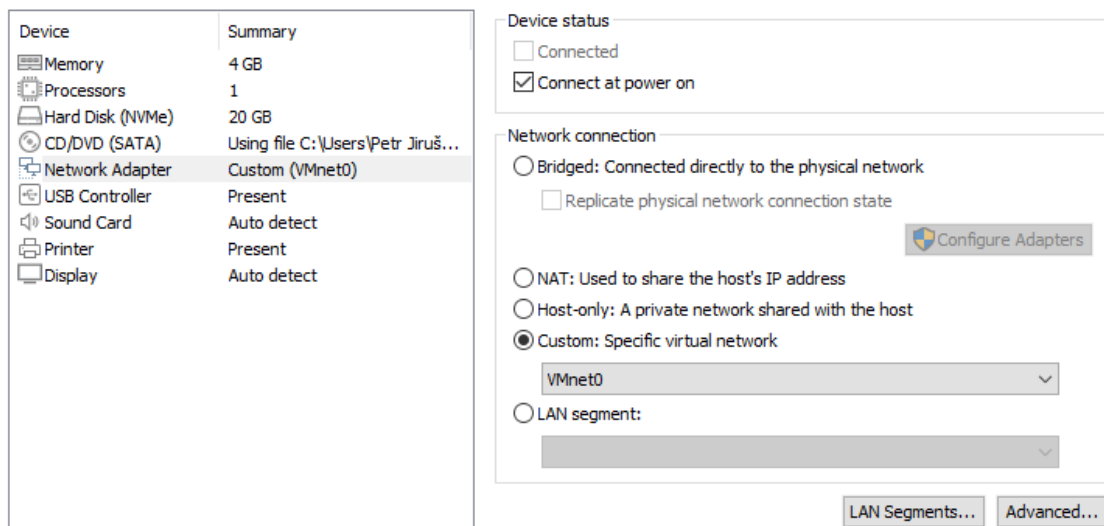 Device Summary
Memory 4 GB
Processors 1
Hard Disk (NVMe) 20 GB
CD/DVD (SATA) Using file C:\Users\Petr Jiruš...
Network Adapter Custom (VMnet0)
USB Controller Present
Sound Card Auto detect
Printer Present
Display Auto detect
Device status
Connected
Connect at power on
Network connection
Bridged: Connected directly to the physical network
Replicate physical network connection state
Configure Adapters
NAT: Used to share the host's IP address
Host-only: A private network shared with the host
Custom: Specific virtual network
VMnet0
LAN segment:
LAN Segments... Advanced...